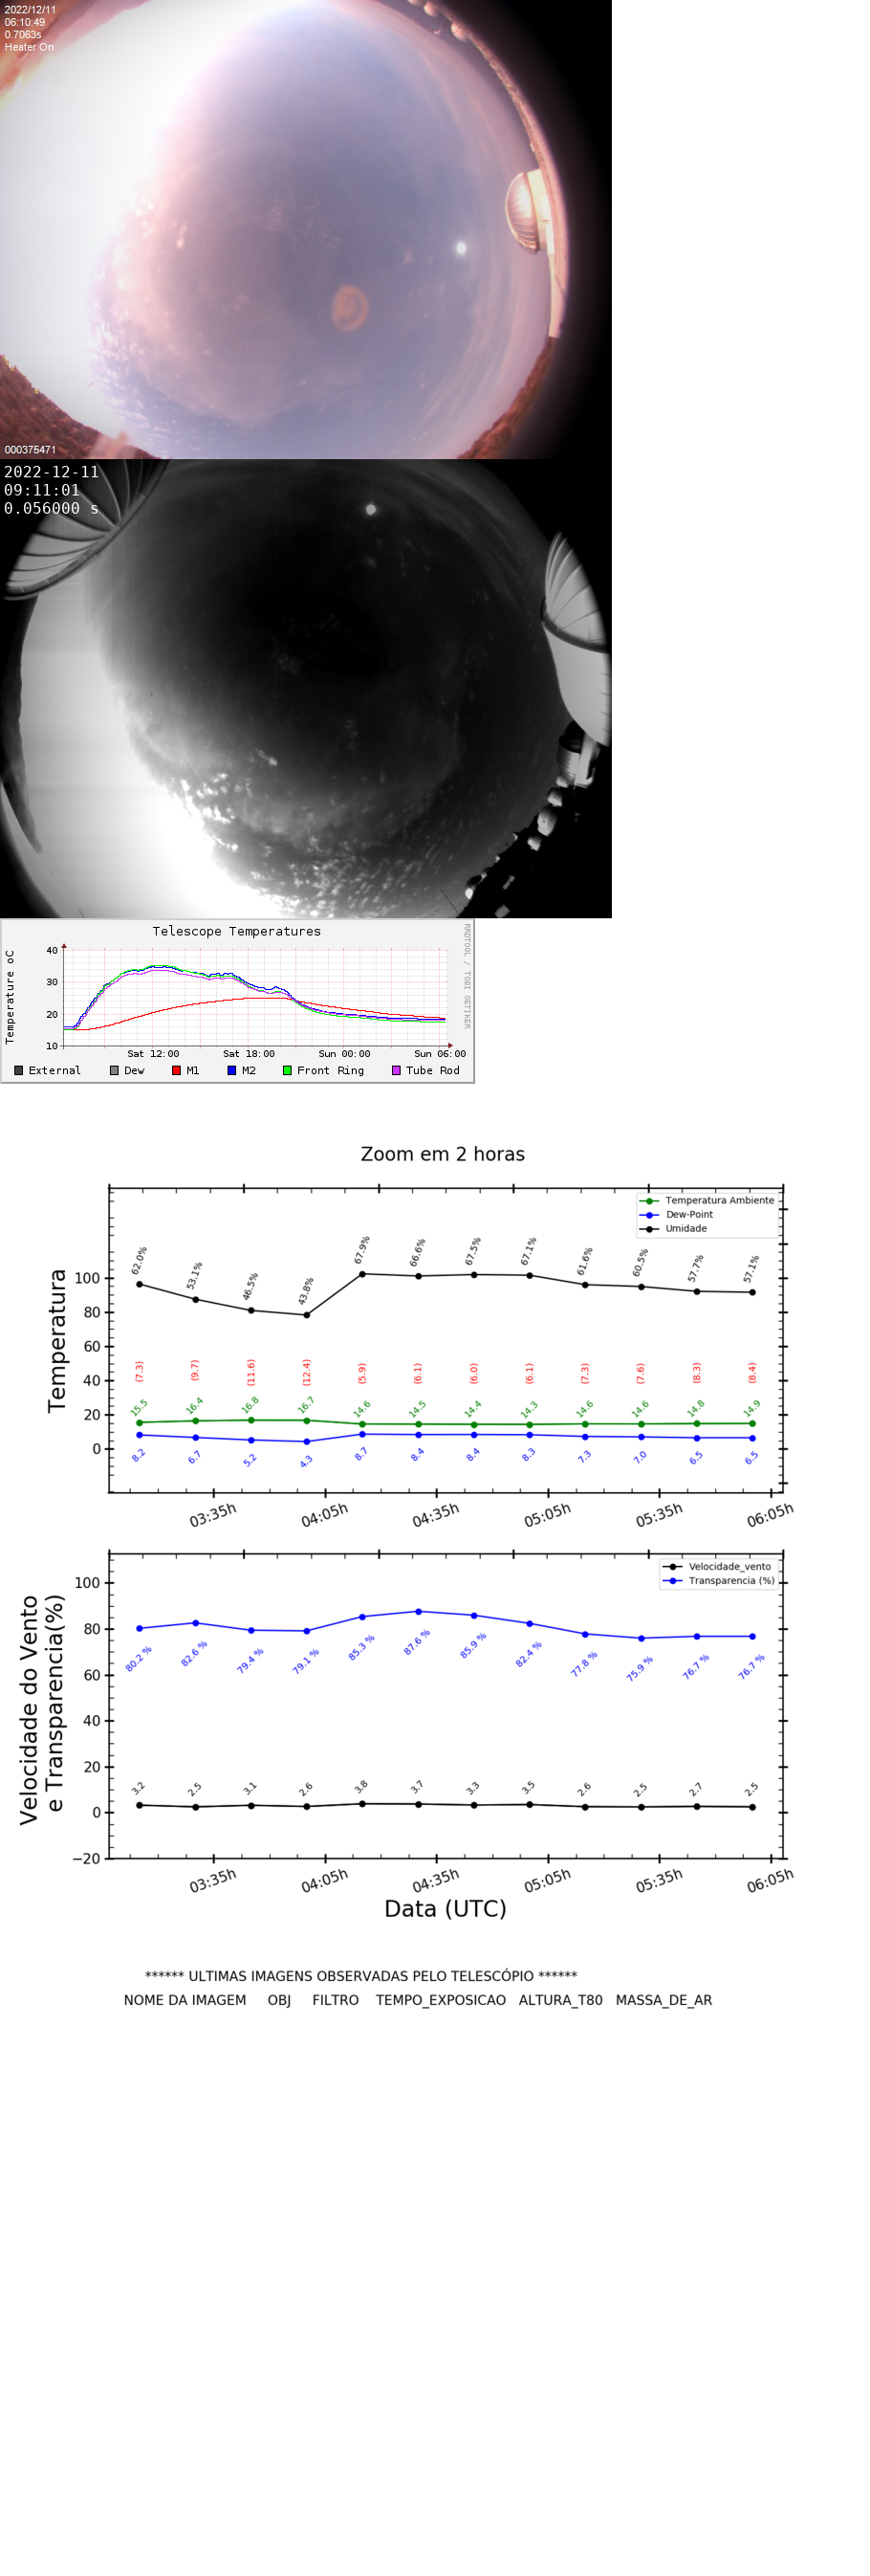 2022/12/11
06:10:49
0.7063s
Heater On
000375471
2022-12-11
09:11:01
0.056000 s
Telescope Temperatures
RRDTOOL / TOBI OETIKER
Temperature oC
40
30
20
10
Sat 12:00 Sat 18:00 Sun 00:00 Sun 06:00
External Dew M1 M2 Front Ring Tube Rod
Zoom em 2 horas
Temperatura Ambiente
Dew-Point
Umidade
Temperatura
100
80
60
40
20
0
62.0% 53.1% 46.5% 43.8% 67.9% 66.6% 67.5% 67.1% 61.6% 60.5% 57.7% 57.1%
(7.3) (9.7) (11.6) (12.4) (5.9) (6.1) (6.0) (6.1) (7.3) (7.6) (8.3) (8.4)
15.5 16.4 16.8 16.7 14.6 14.5 14.4 14.3 14.6 14.6 14.8 14.9
8.2 6.7 5.2 4.3 8.7 8.4 8.4 8.3 7.3 7.0 6.5 6.5
03:35h 04:05h 04:35h 05:05h 05:35h 06:05h
Velocidade_vento
Transparencia (%)
Velocidade do Vento
e Transparencia(%)
100
80
60
40
20
0
−20
80.2 % 82.6 % 79.4 % 79.1 % 85.3 % 87.6 % 85.9 % 82.4 % 77.8 % 75.9 % 76.7 % 76.7 %
3.2 2.5 3.1 2.6 3.8 3.7 3.3 3.5 2.6 2.5 2.7 2.5
03:35h 04:05h 04:35h 05:05h 05:35h 06:05h
Data (UTC)
****** ULTIMAS IMAGENS OBSERVADAS PELO TELESCÓPIO ******
NOME DA IMAGEM OBJ FILTRO TEMPO_EXPOSICAO ALTURA_T80 MASSA_DE_AR